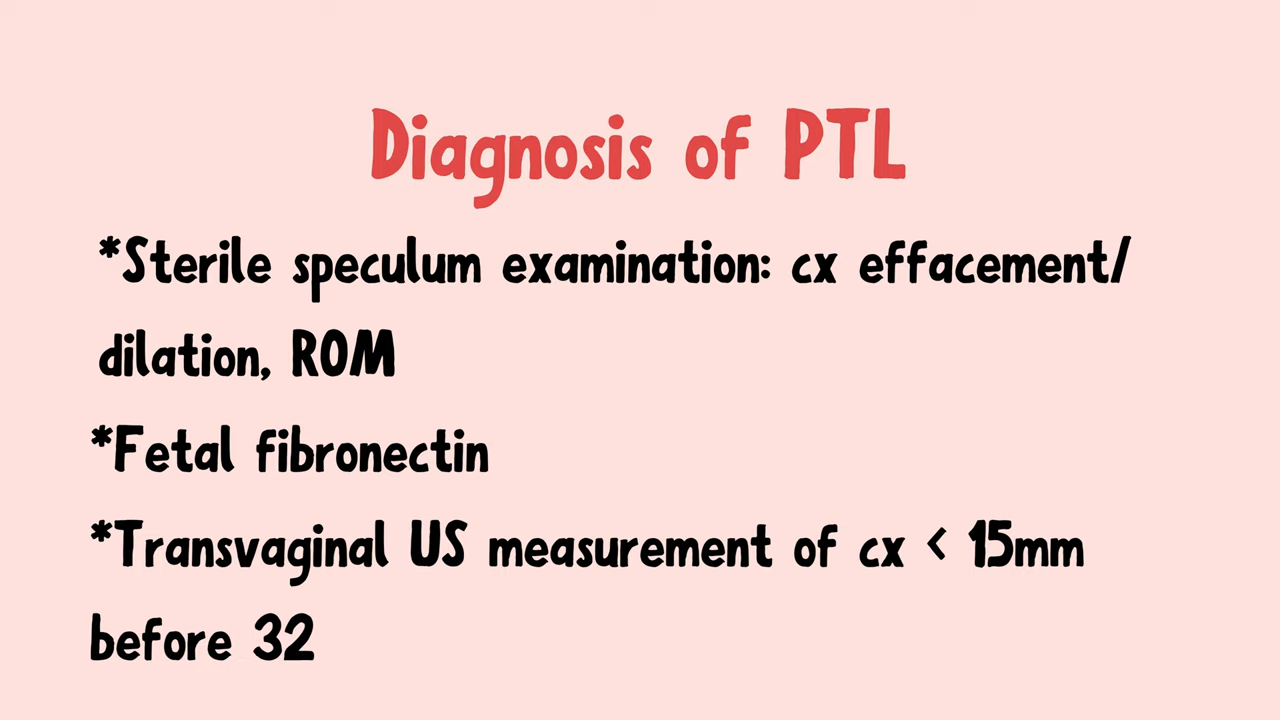 Diagnosis of PTL
*Sterile speculum examination: cx effacement/
dilation, ROM
*Fetal fibronectin
*Transvaginal US measurement of cx < 15mm
before 32